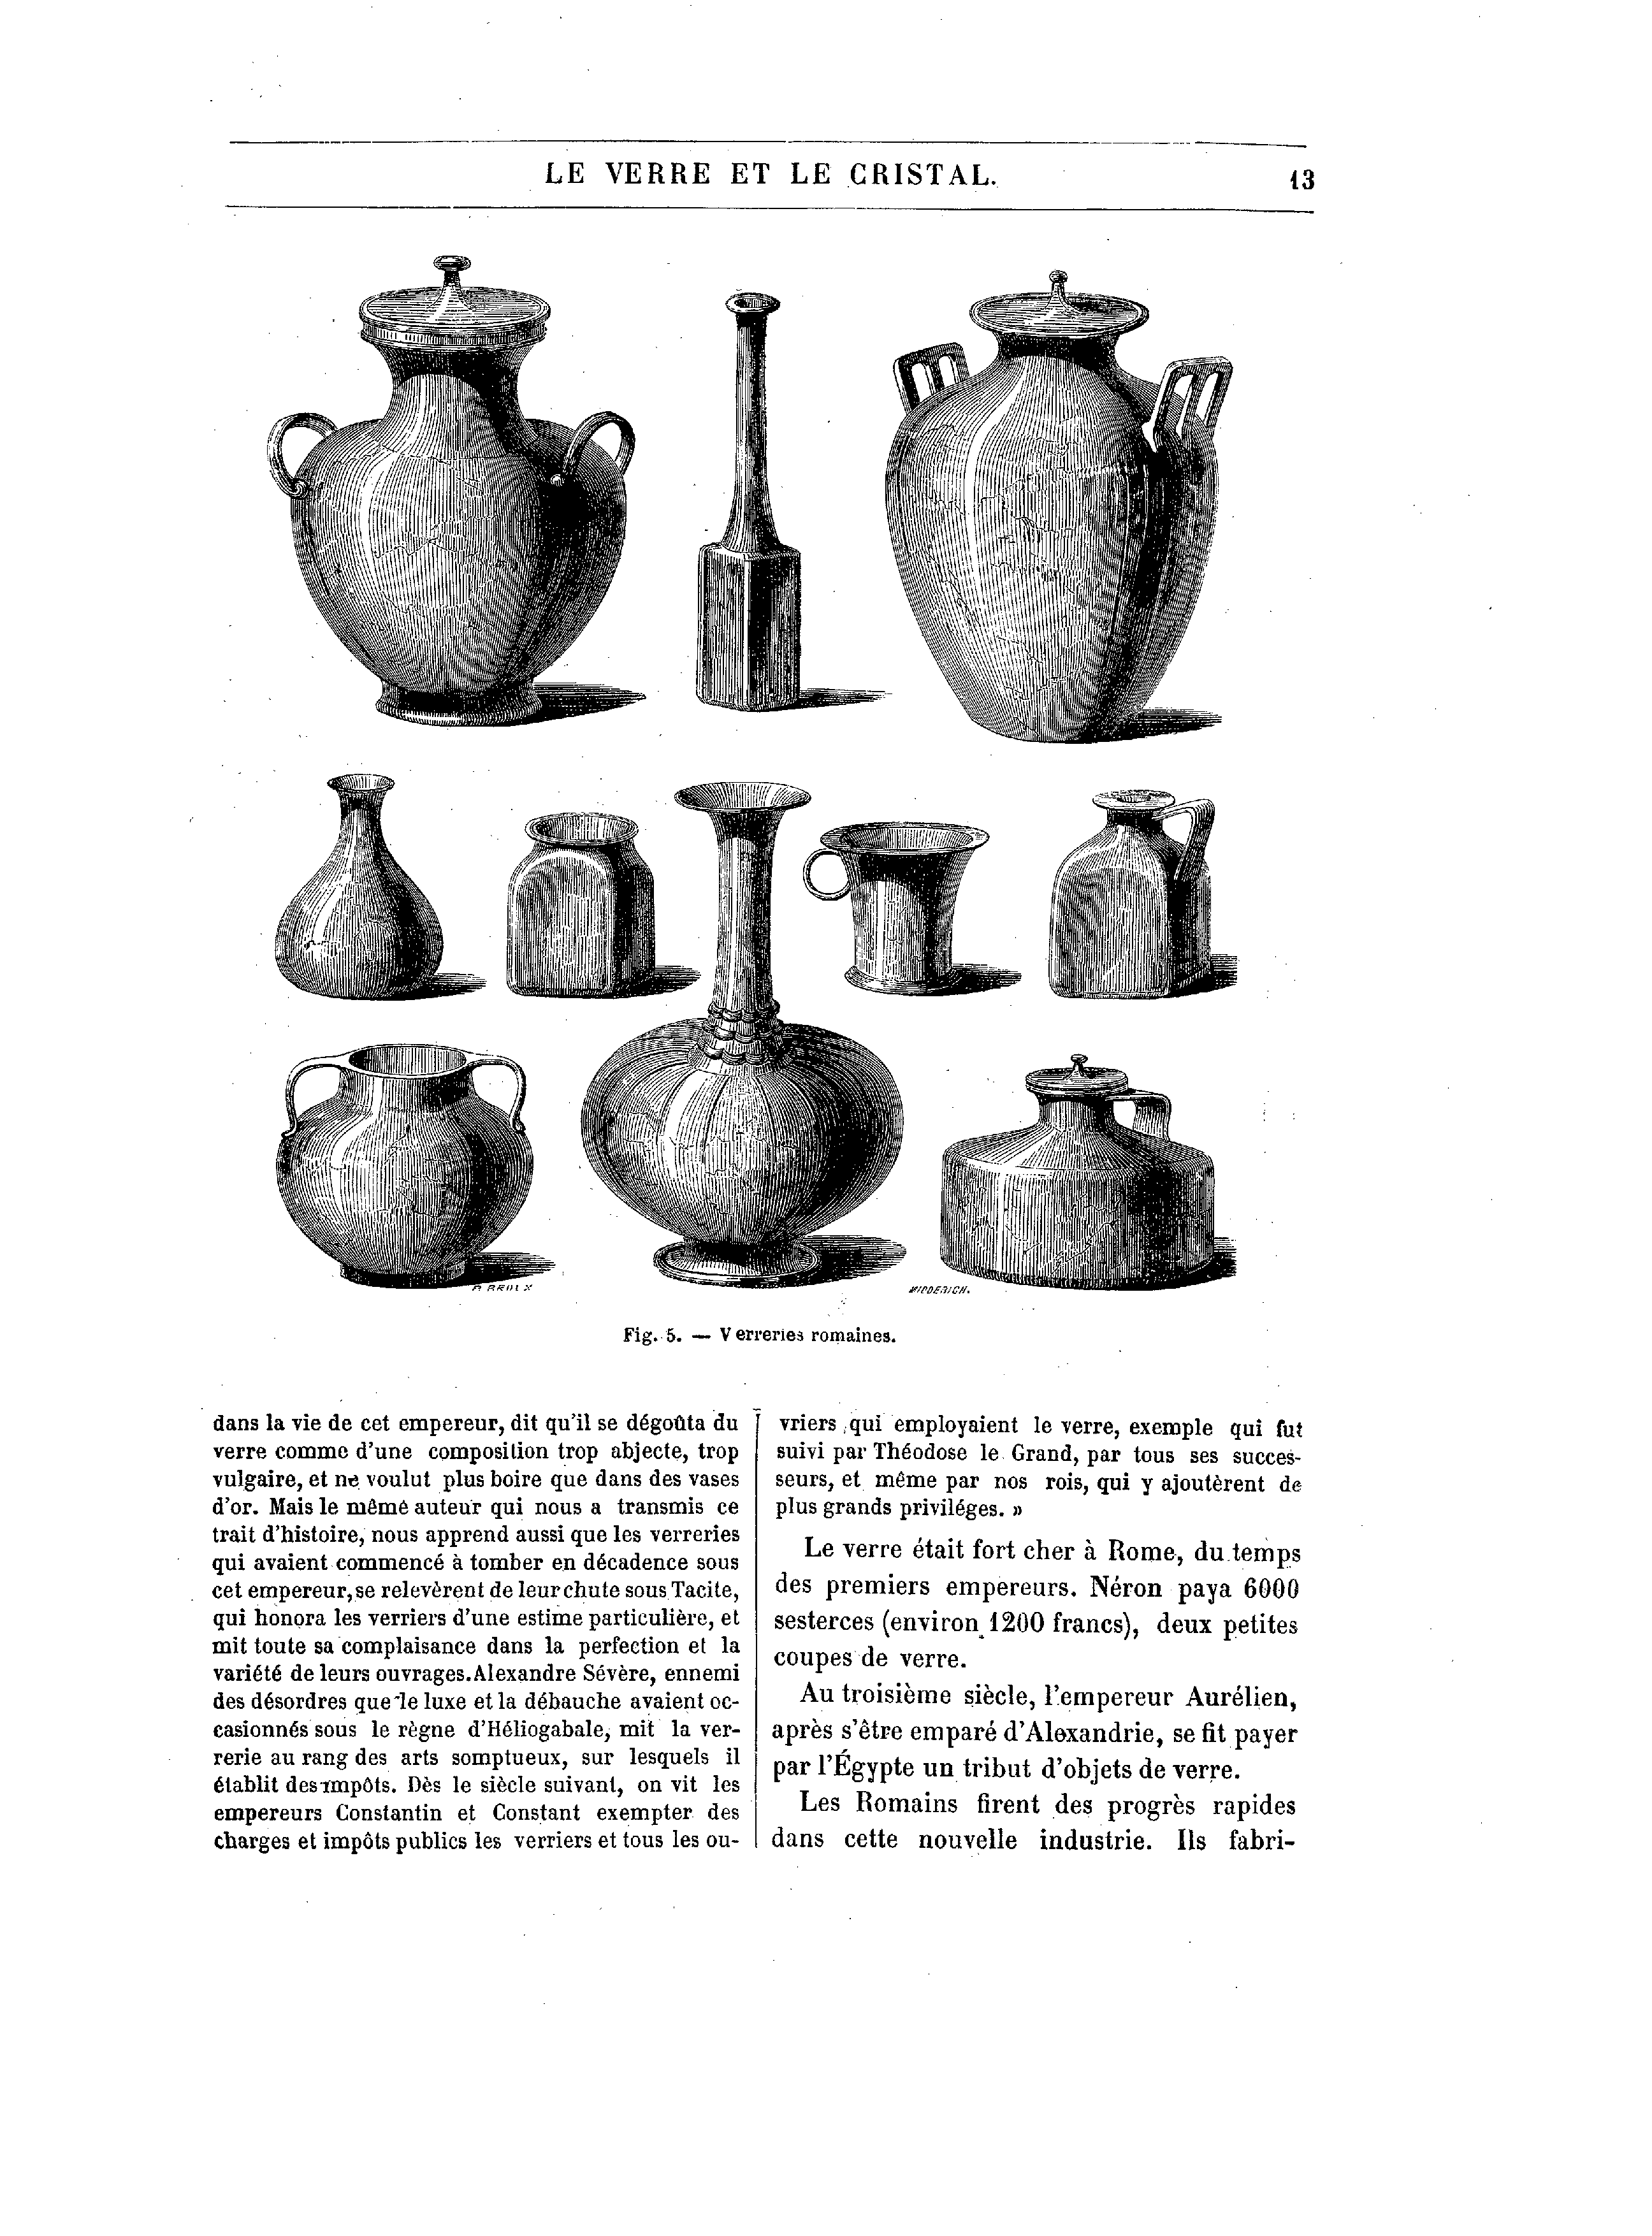 LE VERRE ET LE CRISTAL.
13
MIDDERIGH.
Fig. 5. — Verreries romaines.
dans la vie de cet empereur, dit qu'il se dégoûta du
verre comme d'une composition trop abjecte, trop
vulgaire, et ne voulut plus boire que dans des vases
d'or. Mais le même auteur qui nous a transmis ce
trait d'histoire, nous apprend aussi que les verreries
qui avaient commencé à tomber en décadence sous
cet empereur, se relevèrent de leur chute sous Tacite,
qui honora les verriers d'une estime particulière, et
mit toute sa complaisance dans la perfection et la
variété de leurs ouvrages. Alexandre Sévère, ennemi
des désordres que le luxe et la débauche avaient oc-
casionnés sous le règne d'Héliogabale, mit la ver-
rerie au rang des arts somptueux, sur lesquels il
établit des impôts. Dès le siècle suivant, on vit les
empereurs Constantin et Constant exempter des
charges et impôts publics les verriers et tous les ou-
vriers qui employaient le verre, exemple qui fut
suivi par Théodose le Grand, par tous ses succes-
seurs, et même par nos rois, qui y ajoutèrent de
plus grands priviléges. »
Le verre était fort cher à Rome, du temps
des premiers empereurs. Néron paya 6000
sesterces (environ 1200 francs), deux petites
coupes de verre.
Au troisième siècle, l'empereur Aurélien,
après s'être emparé d'Alexandrie, se fit payer
par l'Égypte un tribut d'objets de verre.
Les Romains firent des progrès rapides
dans cette nouvelle industrie. Ils fabri-